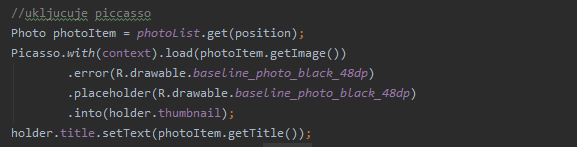 //ukljucuje piccasso
Photo photoItem = photoList.get(position);
Picasso.with(context).load(photoItem.getImage())
.error(R.drawable.baseline_photo_black_48dp)
.placeholder(R.drawable.baseline_photo_black_48dp)
.into(holder.thumbnail);
holder.title.setText(photoItem.getTitle());